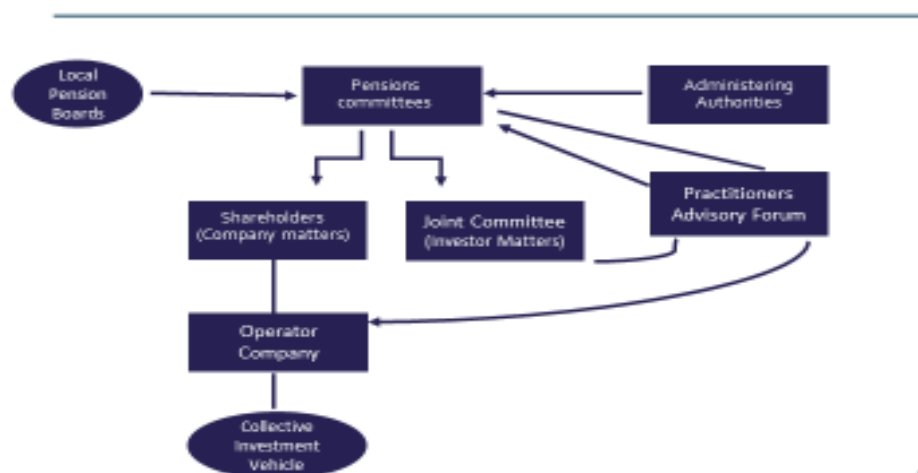 Local
Pension
Boards
Pensions
committees
Administering
Authorities
Practitioners
Advisory Forum
Shareholders
(Company matters)
Joint Committee
(Investor Matters)
Operator
Company
Collective
Investment
Vehicle